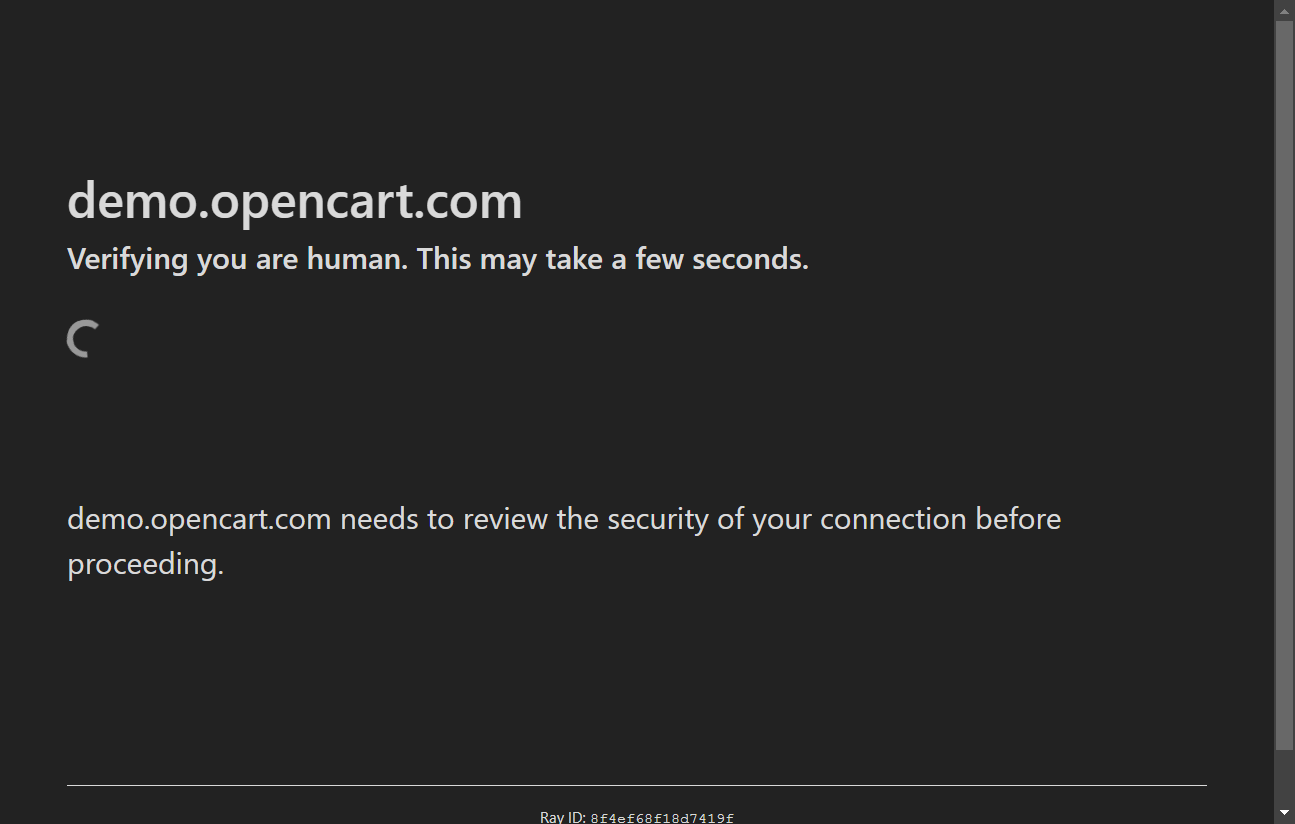 demo.opencart.com
Verifying you are human. This may take a few seconds.
demo.opencart.com needs to review the security of your connection before
proceeding.
Ray ID: 8f4ef68f18d7419f